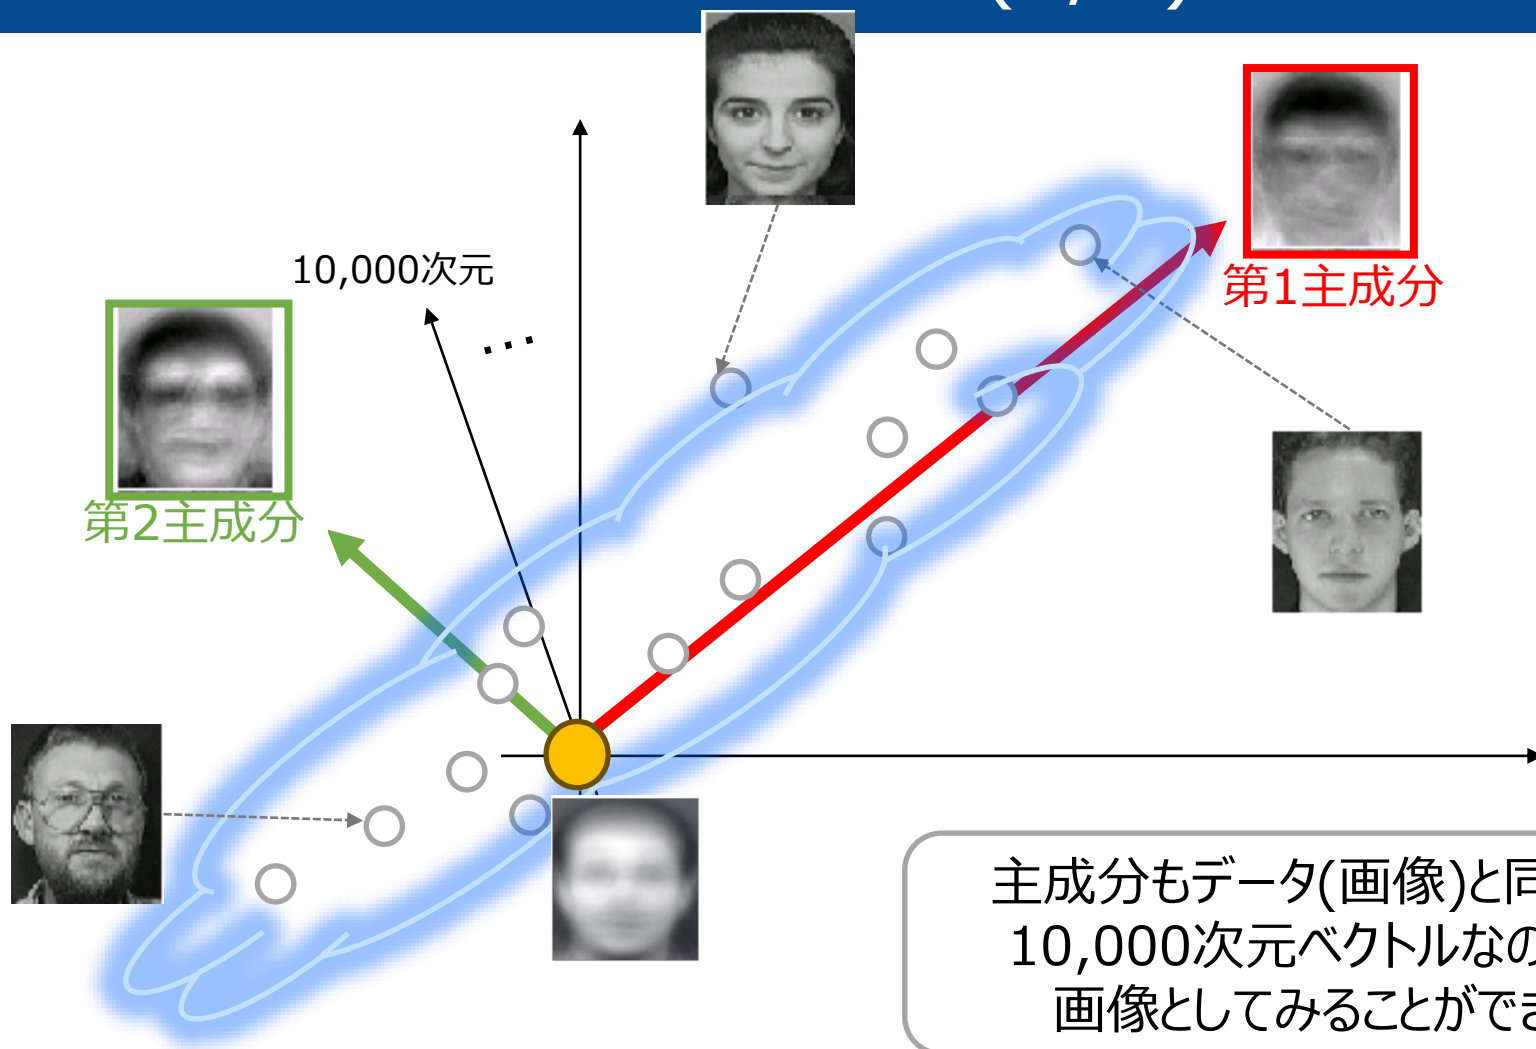 10,000次元
…
第1主成分
第2主成分
主成分もデータ(画像)と同
10,000次元ベクトルなの
画像としてみることができ